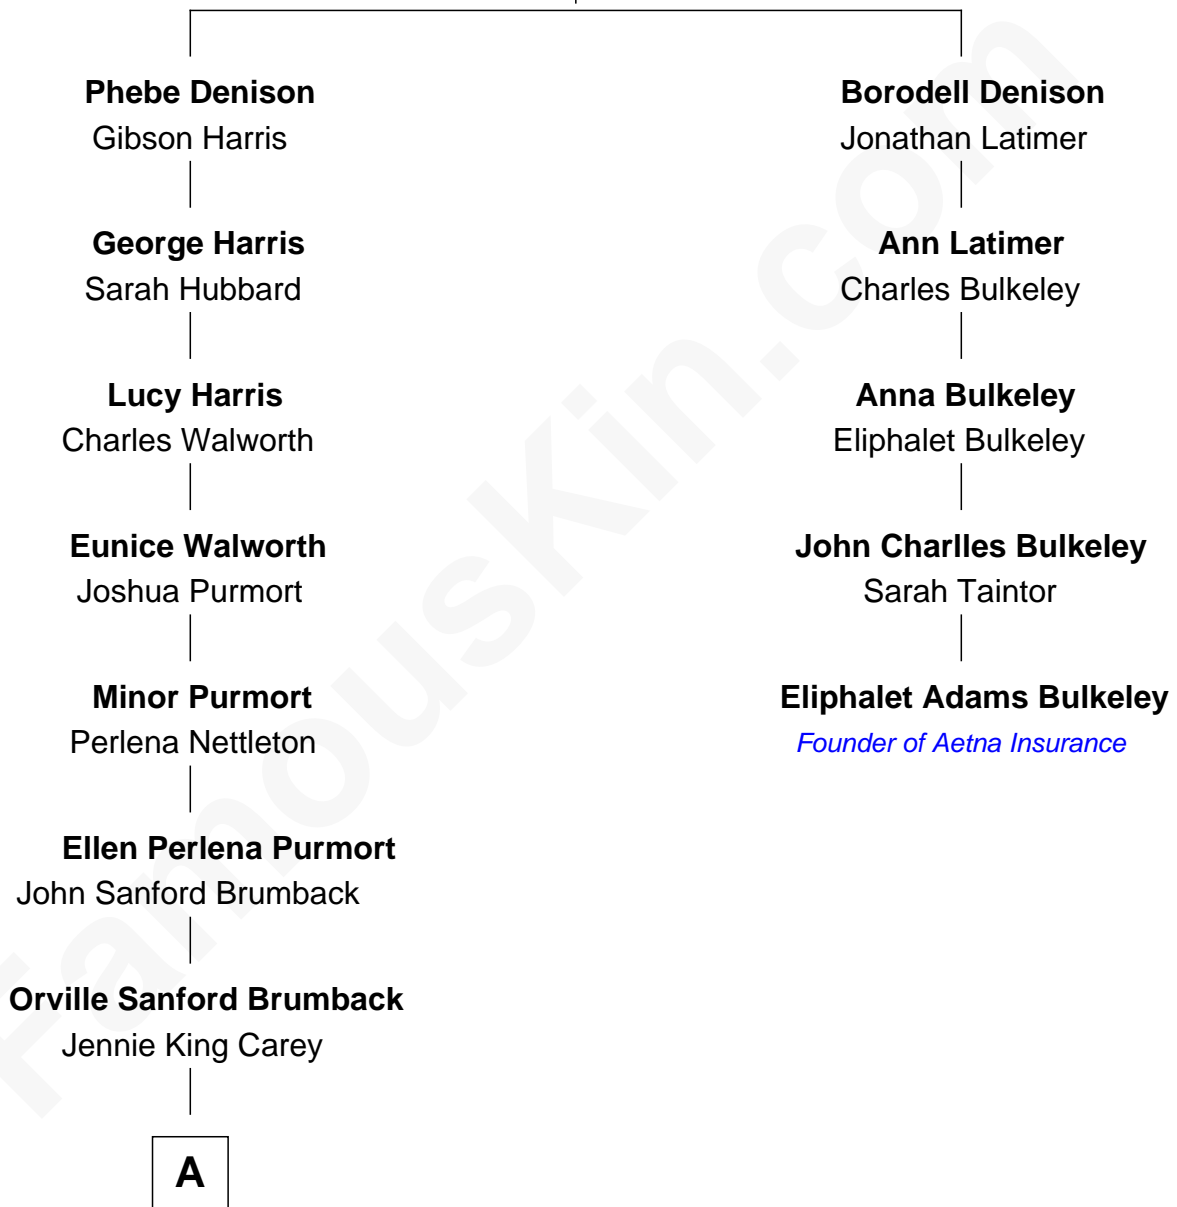 Phebe Denison
Gibson Harris
George Harris
Sarah Hubbard
Lucy Harris
Charles Walworth
Eunice Walworth
Joshua Purmort
Minor Purmort
Perlena Nettleton
Ellen Perlena Purmort
John Sanford Brumback
Orville Sanford Brumback
Jennie King Carey
A
Borodell Denison
Jonathan Latimer
Ann Latimer
Charles Bulkeley
Anna Bulkeley
Eliphalet Bulkeley
John Charlles Bulkeley
Sarah Taintor
Eliphalet Adams Bulkeley
Founder of Aetna Insurance
FamousKin.com